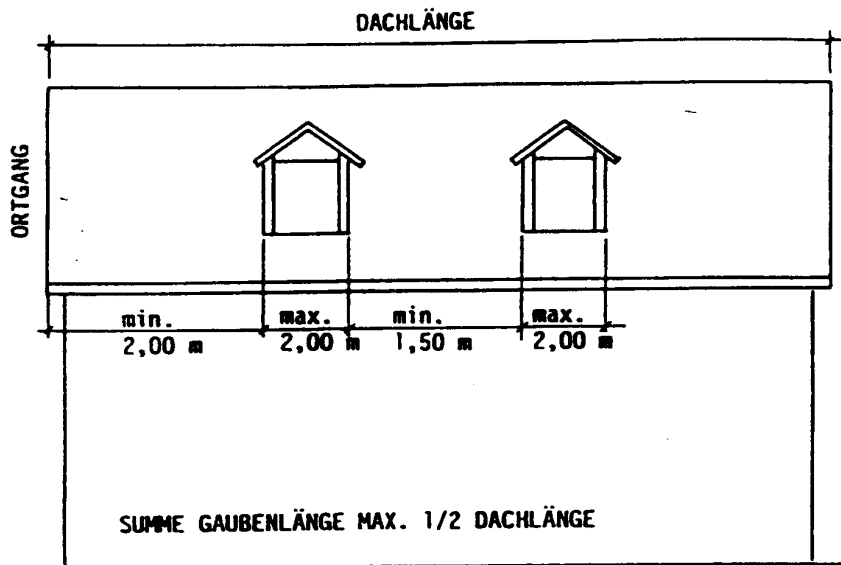 DACHLÄNGE
ORTGANG
min. max. min. max.
2,00 m 2,00 m 1,50 m 2,00 m
SUMME GAUBENLÄNGE MAX. 1/2 DACHLÄNGE